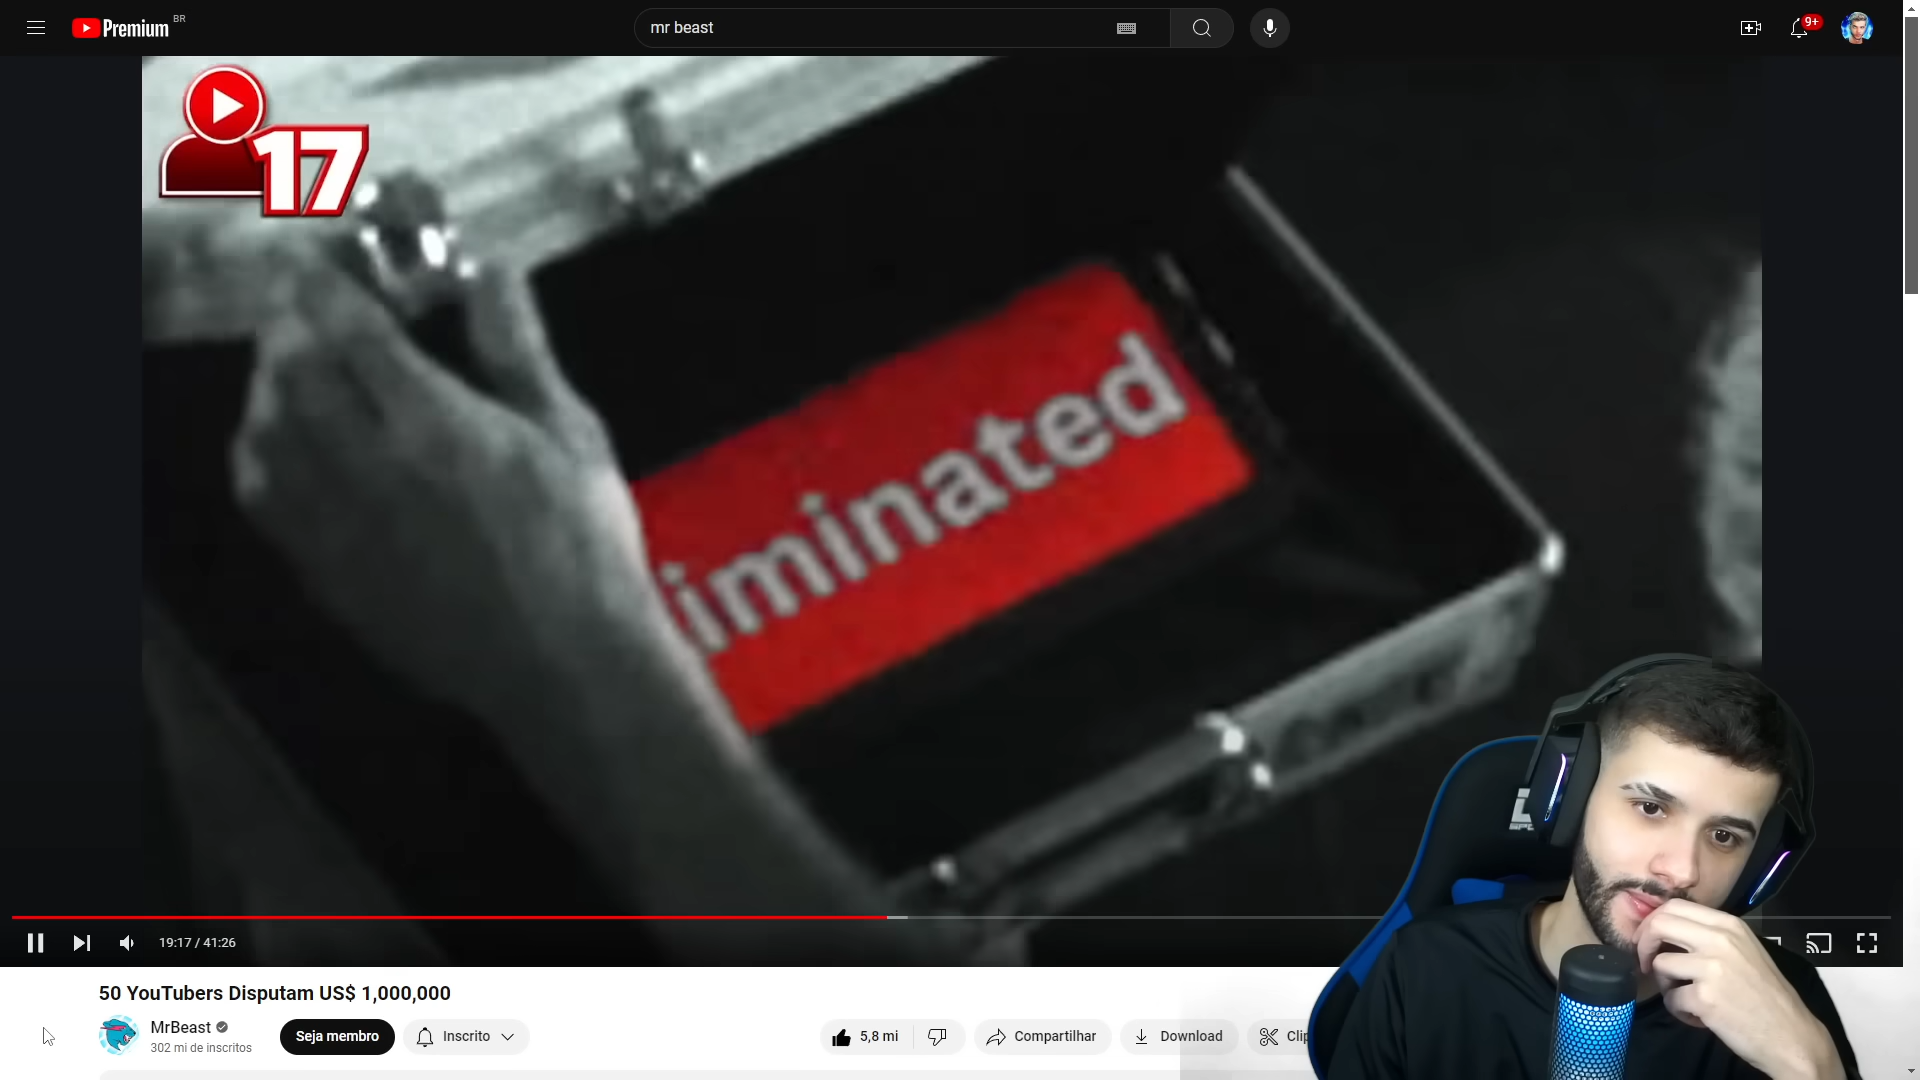 Premium BR
mr beast
9+
17
iminated
19:17 / 41:26
50 YouTubers Disputam US$ 1,000,000
MrBeast
302 mi de inscritos
Seja membro
Inscrito
5,8 mi
Compartilhar
Download
Clip